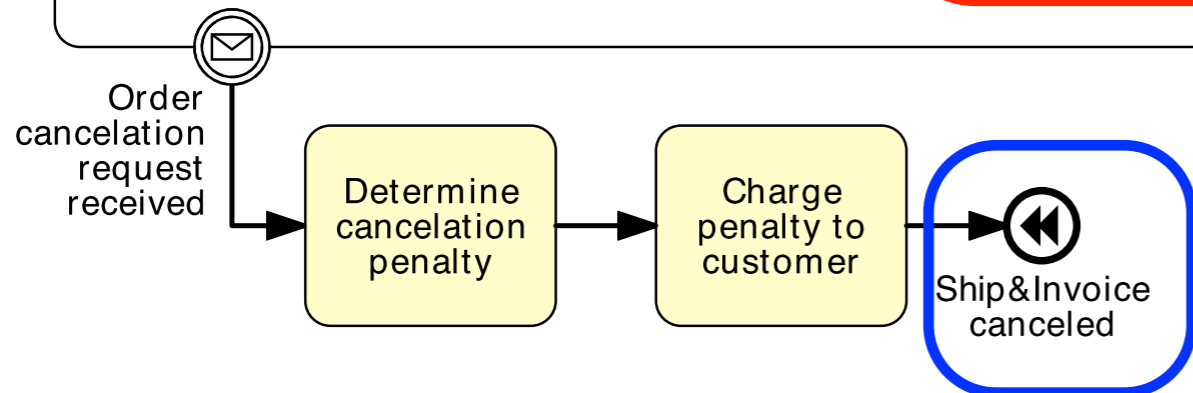 Order
cancelation
request
received
Determine
cancelation
penalty
Charge
penalty to
customer
Ship&Invoice
canceled